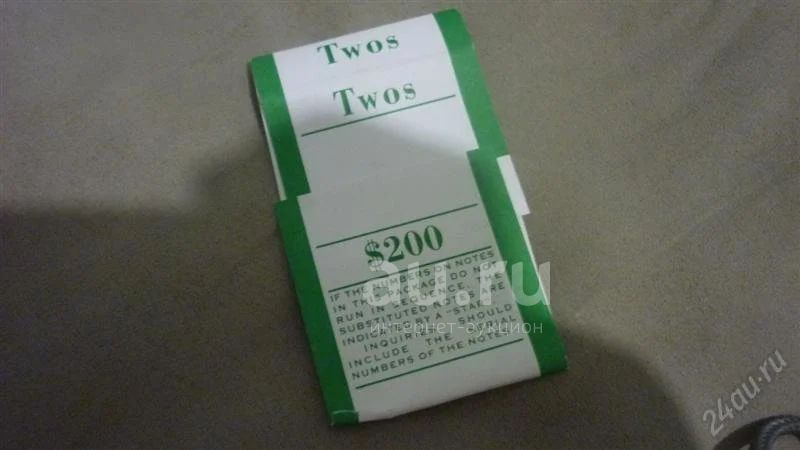 Twos
Twos
$200
IF THE NUMBERS ON NOTES
IN THE PACKAGE DO NOT
RUN IN SEQUENCE, THE
SUBSTITUTED NOTES ARE
INDICATED BY A "STAR"
INQUIRIES SHOULD
INCLUDE THE SERIAL
NUMBERS OF THE NOTES
au.ru
интернет-аукцион
24au.ru